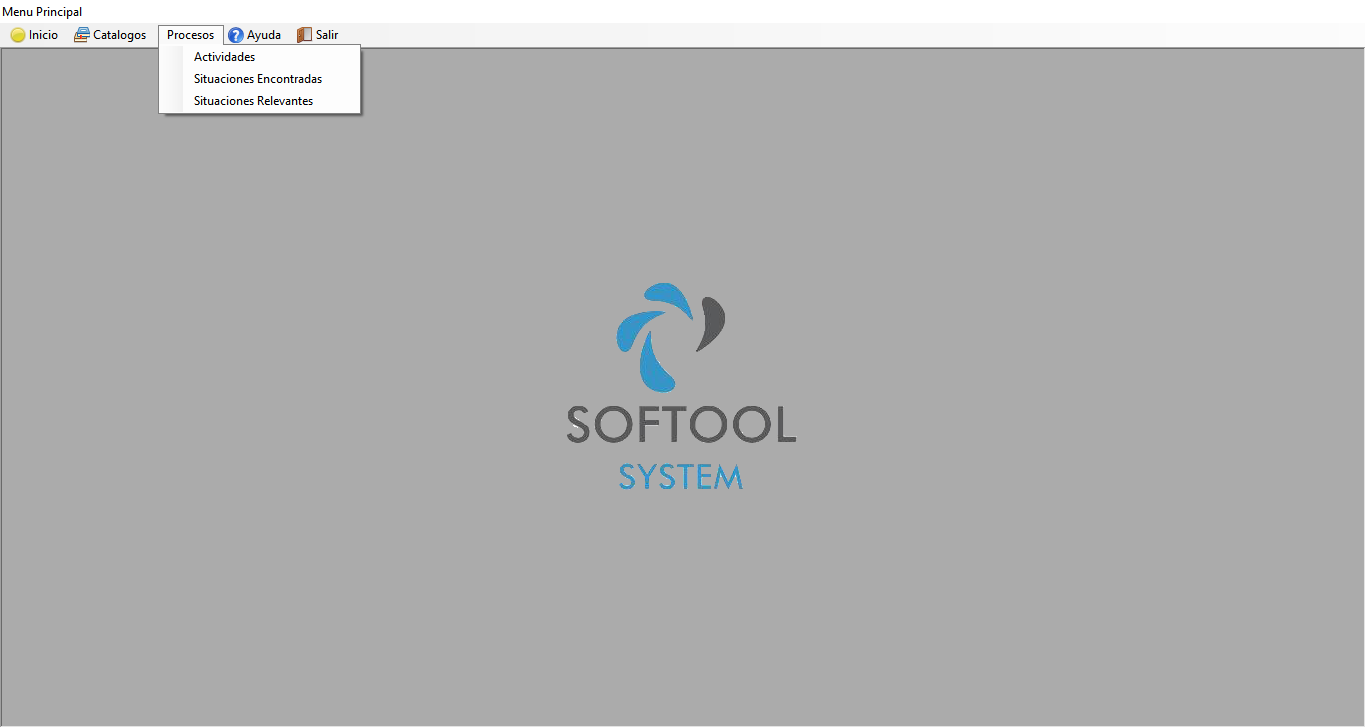 Menu Principal
Inicio Catalogos Procesos Ayuda Salir
Actividades
Situaciones Encontradas
Situaciones Relevantes
SOFTOOL
SYSTEM